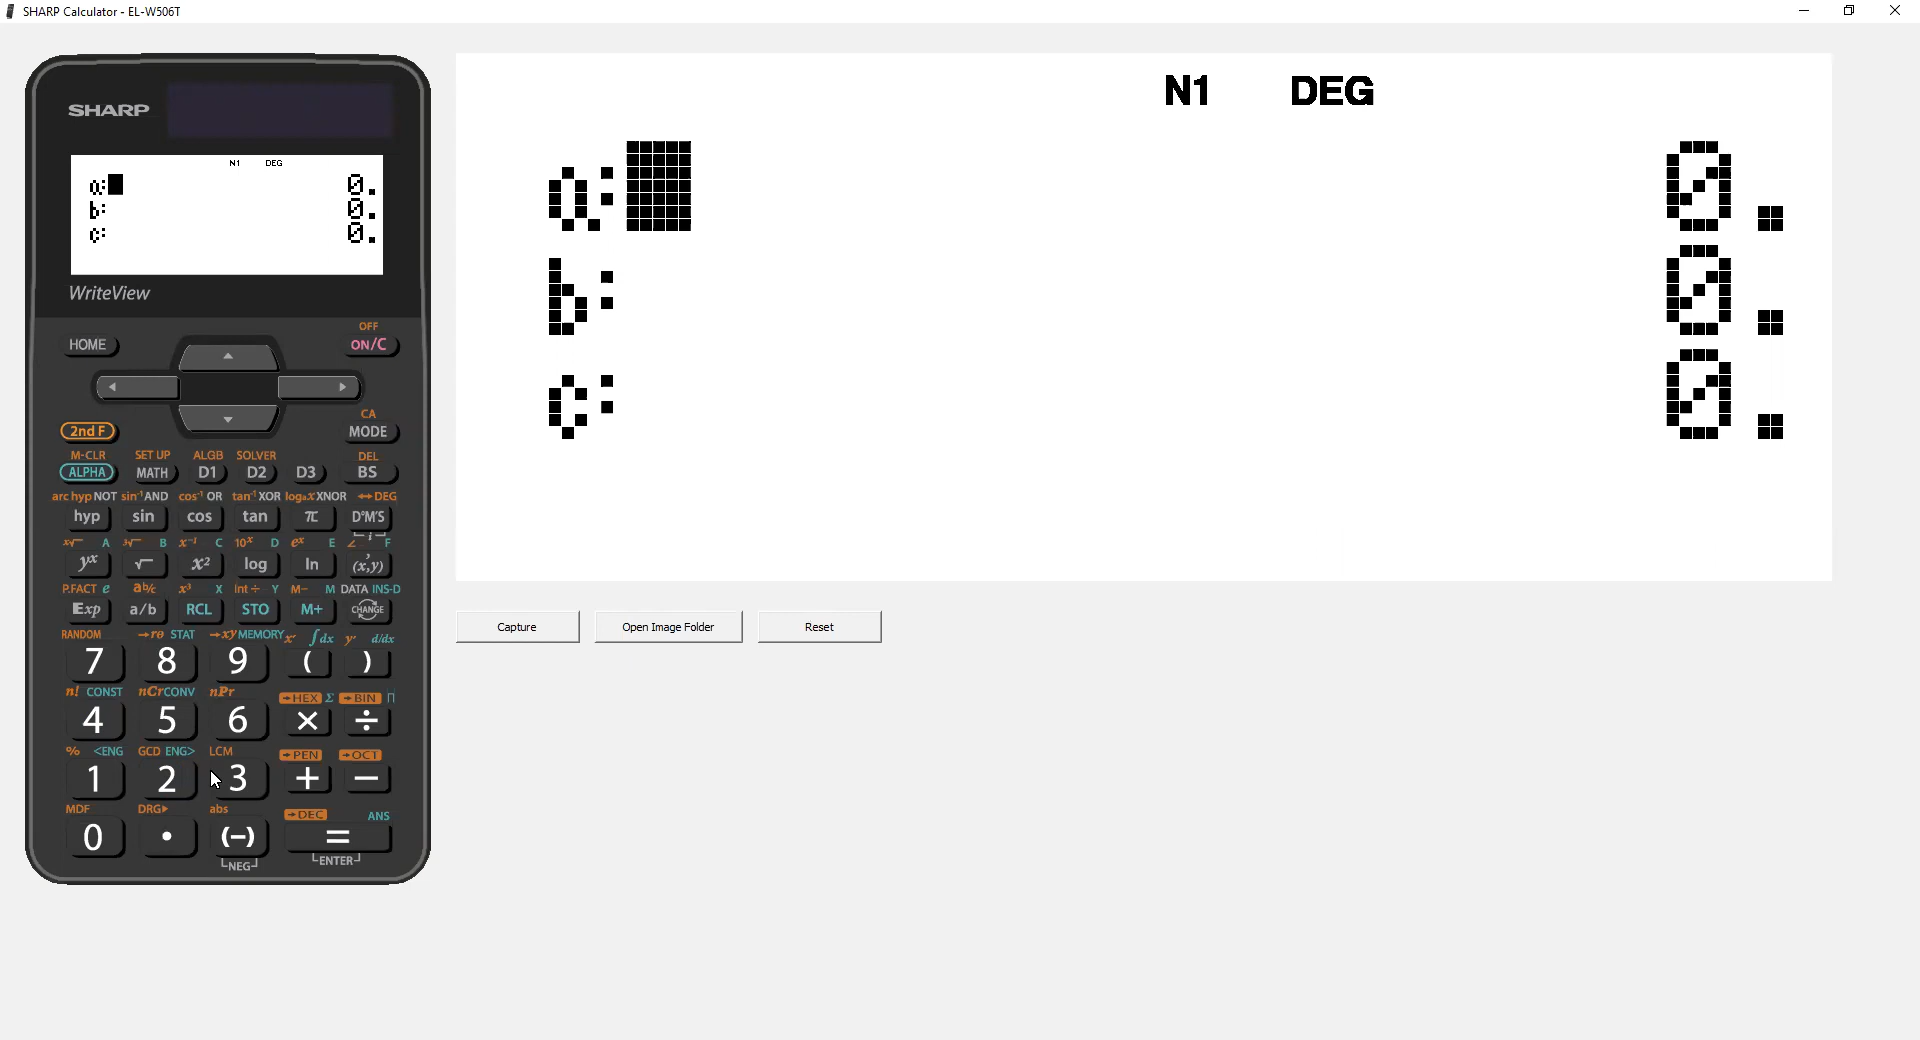 SHARP Calculator - EL-W506T
SHARP
N1 DEG
a: 0.
b: 0.
c: 0.
WriteView
N1 DEG
a: 0.
b: 0.
c: 0.
OFF
HOME ON/C
CA
2nd F MODE
M-CLR SET UP ALGB SOLVER DEL
ALPHA MATH D1 D2 D3 BS
arc hyp NOT sin⁻¹ AND cos⁻¹ OR tan⁻¹ XOR logₐx XNOR ⇔DEG
hyp sin cos tan π D°M'S
ˣ√ A ³√ B x⁻¹ C 10ˣ D eˣ E ∠ i F
yˣ √ x² log ln (x,y)
P.FACT e ab/c x³ X Int÷ Y M− M DATA INS-D
Exp a/b RCL STO M+ CHANGE
RANDOM →rθ STAT →xy MEMORY x′ ∫dx y′ d/dx
7 8 9 ( )
n! CONST nCr CONV nPr →HEX Σ →BIN Π
4 5 6 × ÷
% <ENG GCD ENG> LCM →PEN →OCT
1 2 3 + −
MDF DRG▸ abs →DEC ANS
0 • (−) =
NEG ENTER
Capture Open Image Folder Reset